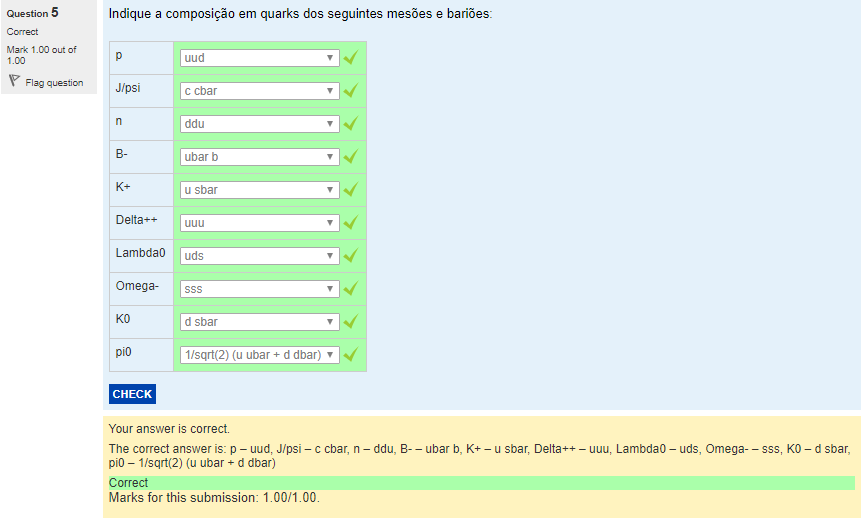 Question 5
Correct
Mark 1.00 out of
1.00
Flag question
Indique a composição em quarks dos seguintes mesões e bariões:
p uud
J/psi c cbar
n ddu
B- ubar b
K+ u sbar
Delta++ uuu
Lambda0 uds
Omega- sss
K0 d sbar
pi0 1/sqrt(2) (u ubar + d dbar)
CHECK
Your answer is correct.
The correct answer is: p – uud, J/psi – c cbar, n – ddu, B- – ubar b, K+ – u sbar, Delta++ – uuu, Lambda0 – uds, Omega- – sss, K0 – d sbar,
pi0 – 1/sqrt(2) (u ubar + d dbar)
Correct
Marks for this submission: 1.00/1.00.